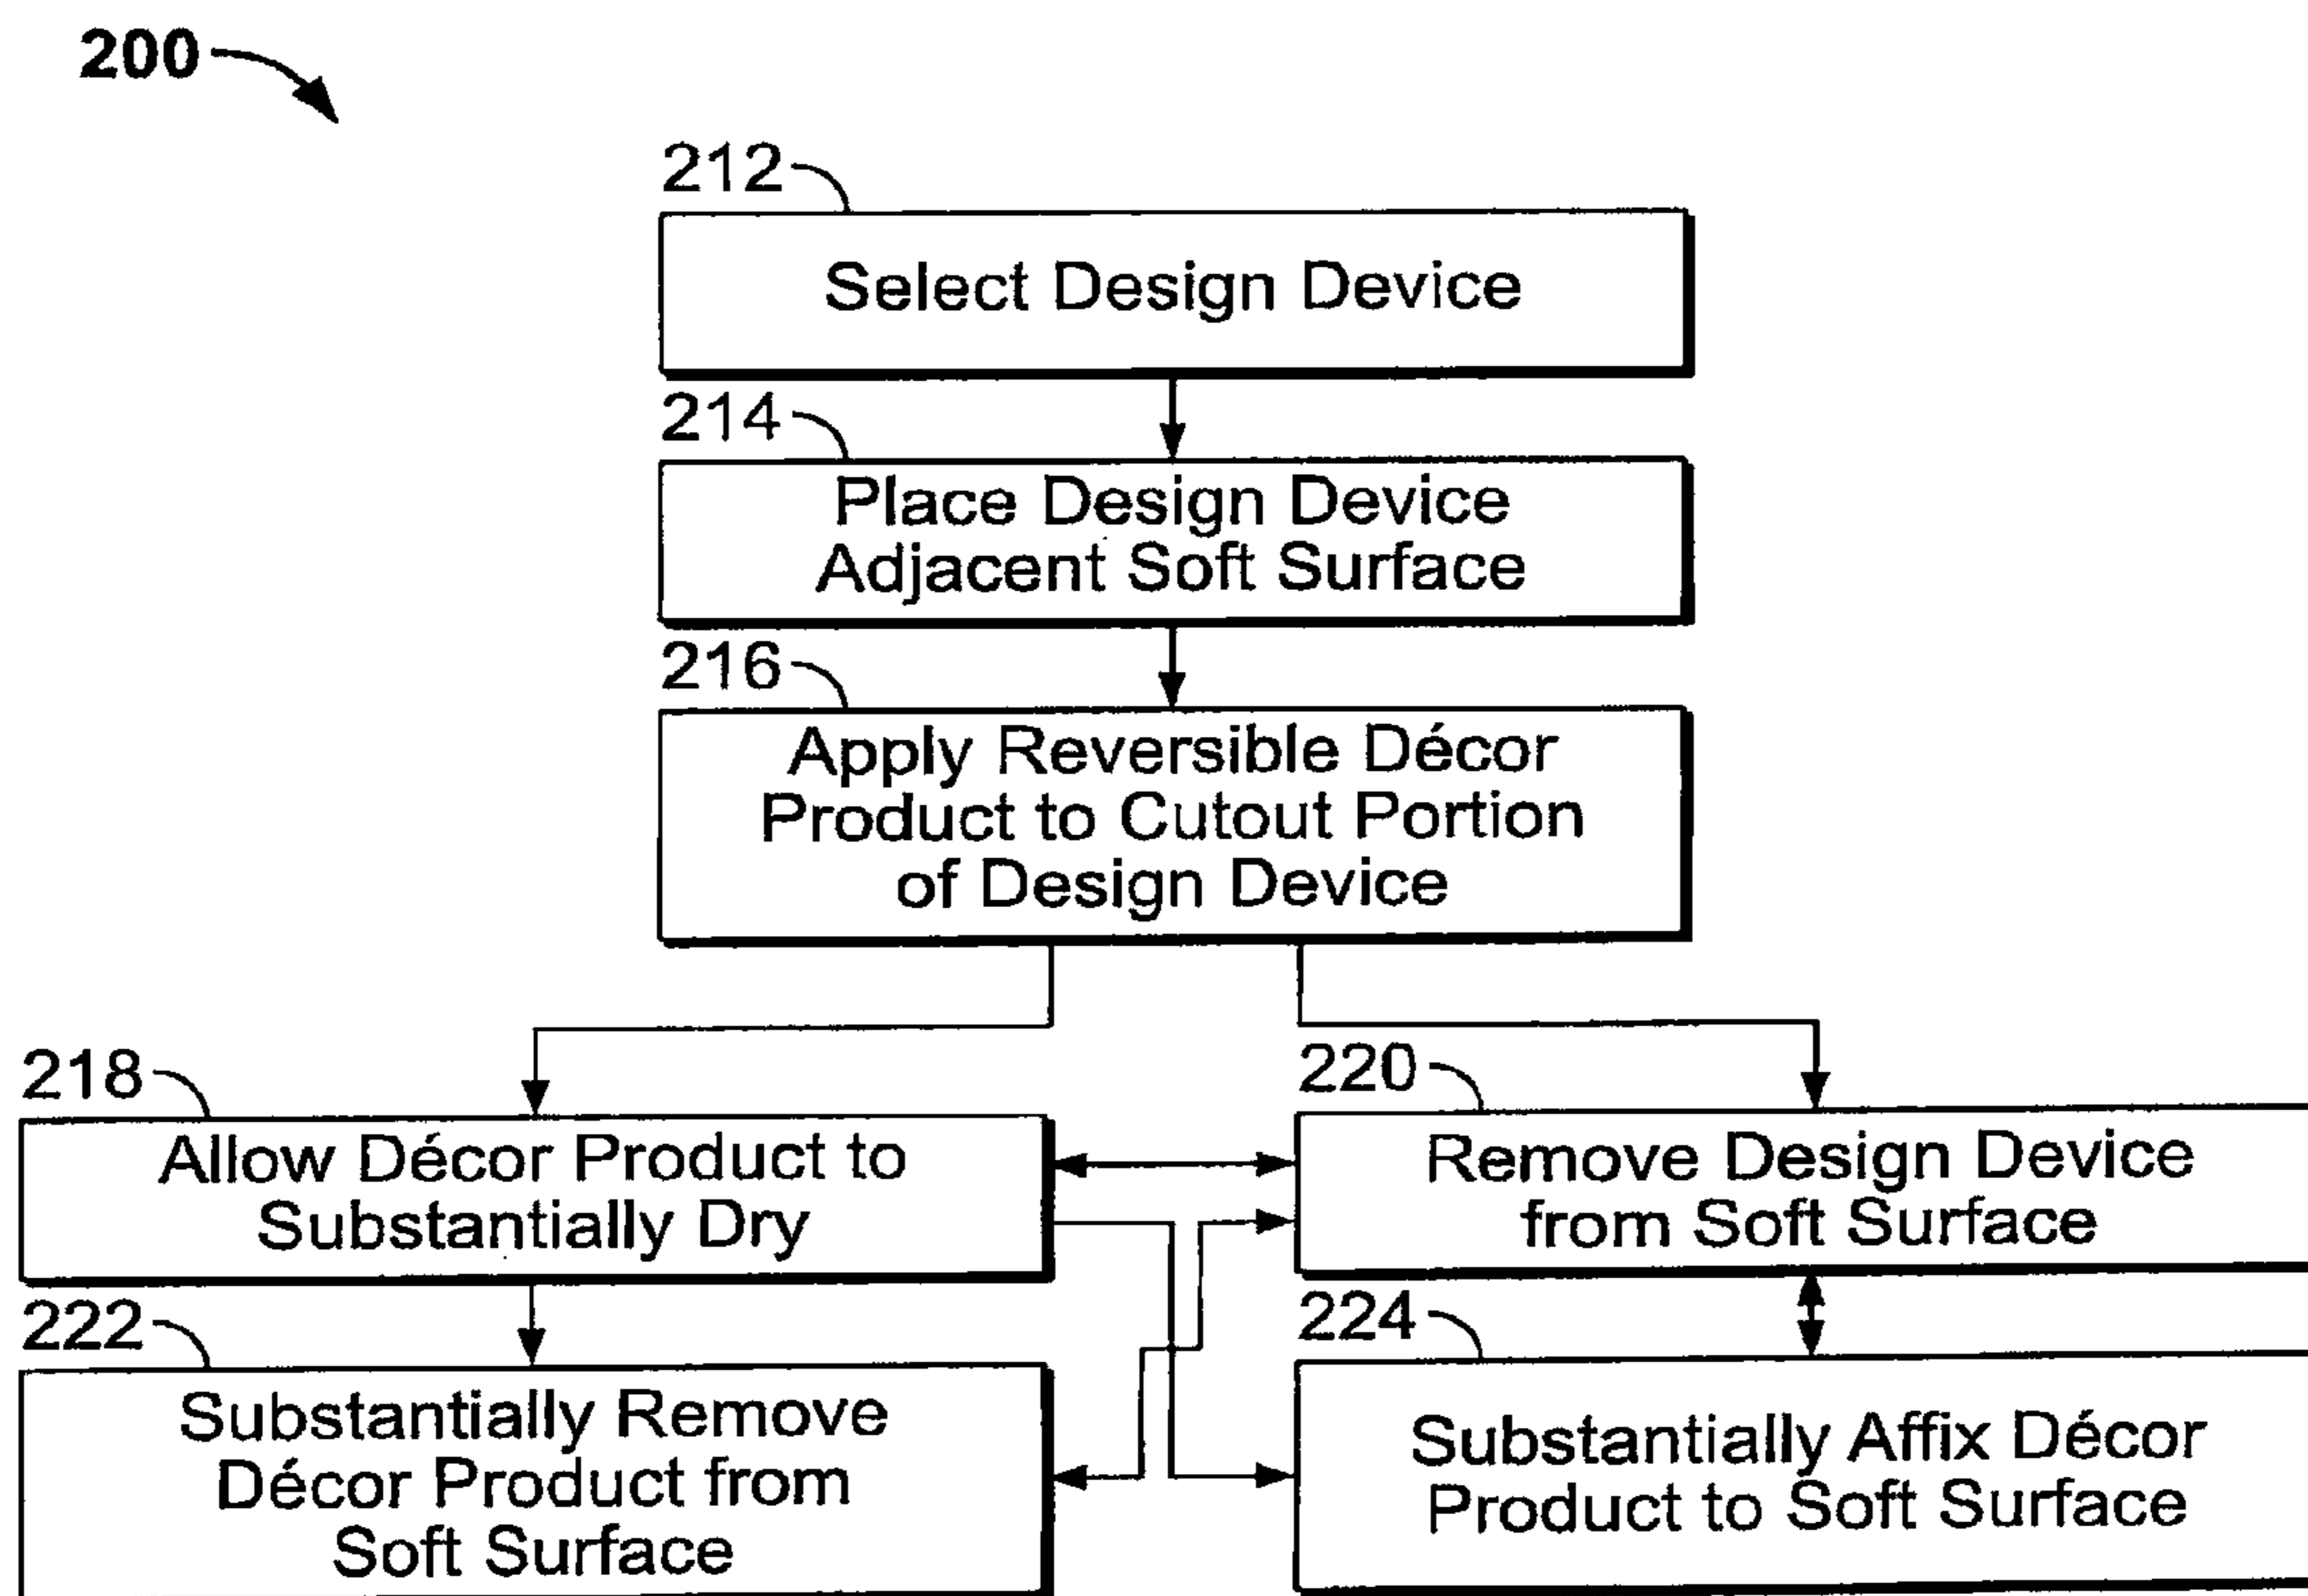 200
212
Select Design Device
214
Place Design Device
Adjacent Soft Surface
216
Apply Reversible Décor
Product to Cutout Portion
of Design Device
218
Allow Décor Product to
Substantially Dry
220
Remove Design Device
from Soft Surface
222
Substantially Remove
Décor Product from
Soft Surface
224
Substantially Affix Décor
Product to Soft Surface